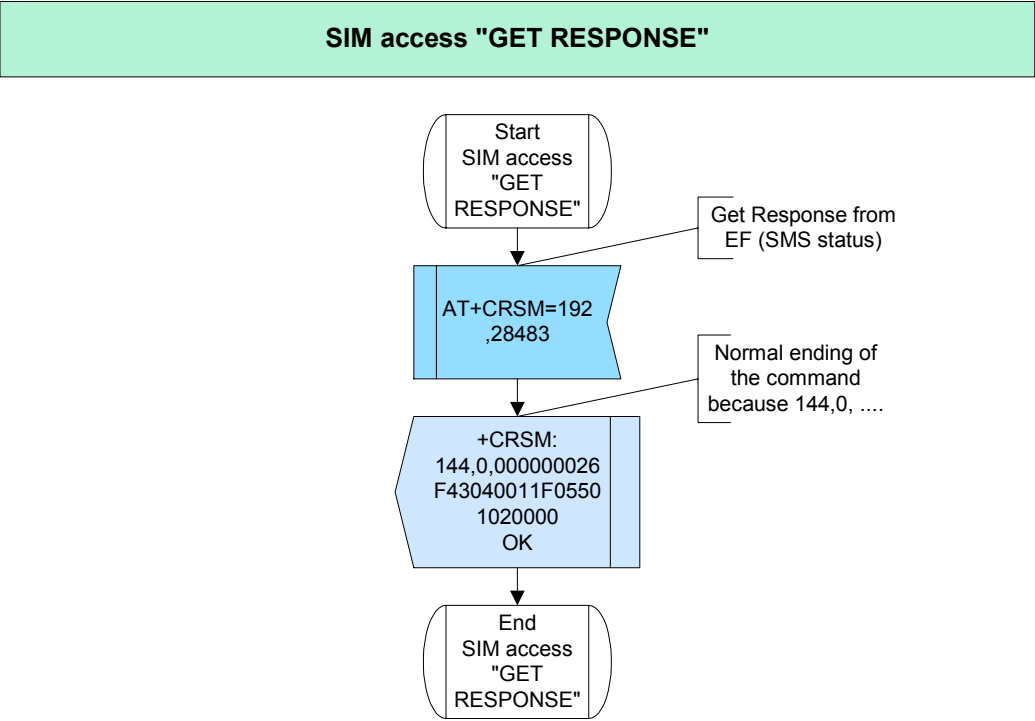 SIM access "GET RESPONSE"
Start
SIM access
"GET
RESPONSE"
Get Response from
EF (SMS status)
AT+CRSM=192
,28483
Normal ending of
the command
because 144,0, ....
+CRSM:
144,0,000000026
F43040011F0550
1020000
OK
End
SIM access
"GET
RESPONSE"